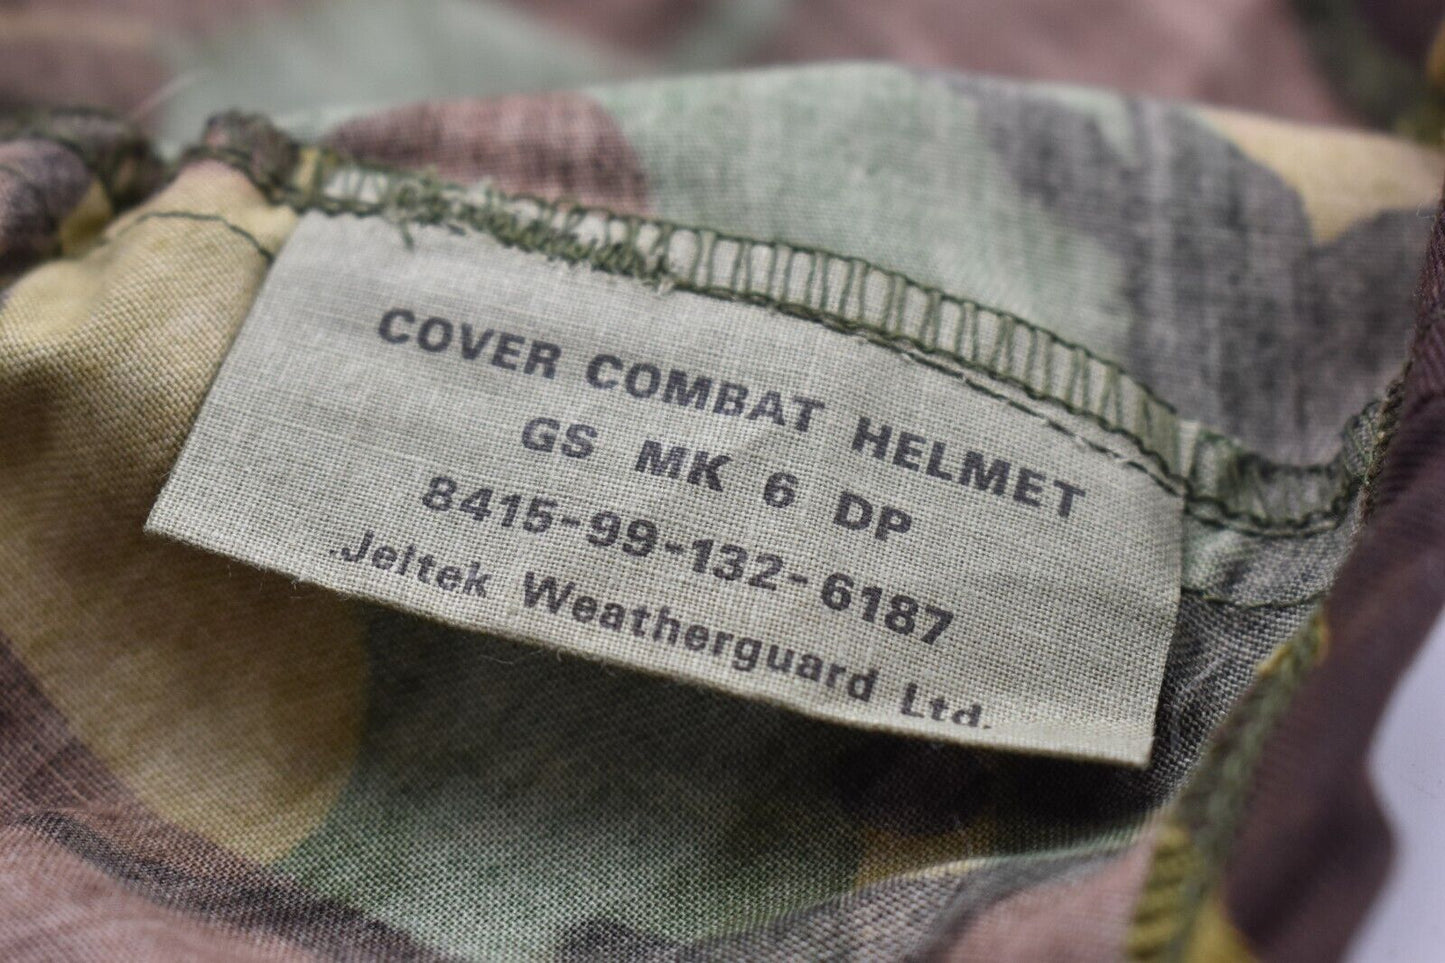 COVER COMBAT HELMET
GS MK 6 DP
8415-99-132-6187
Jeltek Weatherguard Ltd.